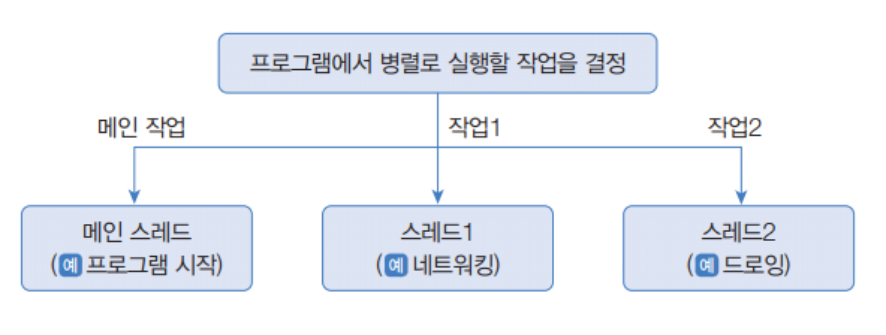 프로그램에서 병렬로 실행할 작업을 결정
메인 작업
작업1
작업2
메인 스레드
(예 프로그램 시작)
스레드1
(예 네트워킹)
스레드2
(예 드로잉)